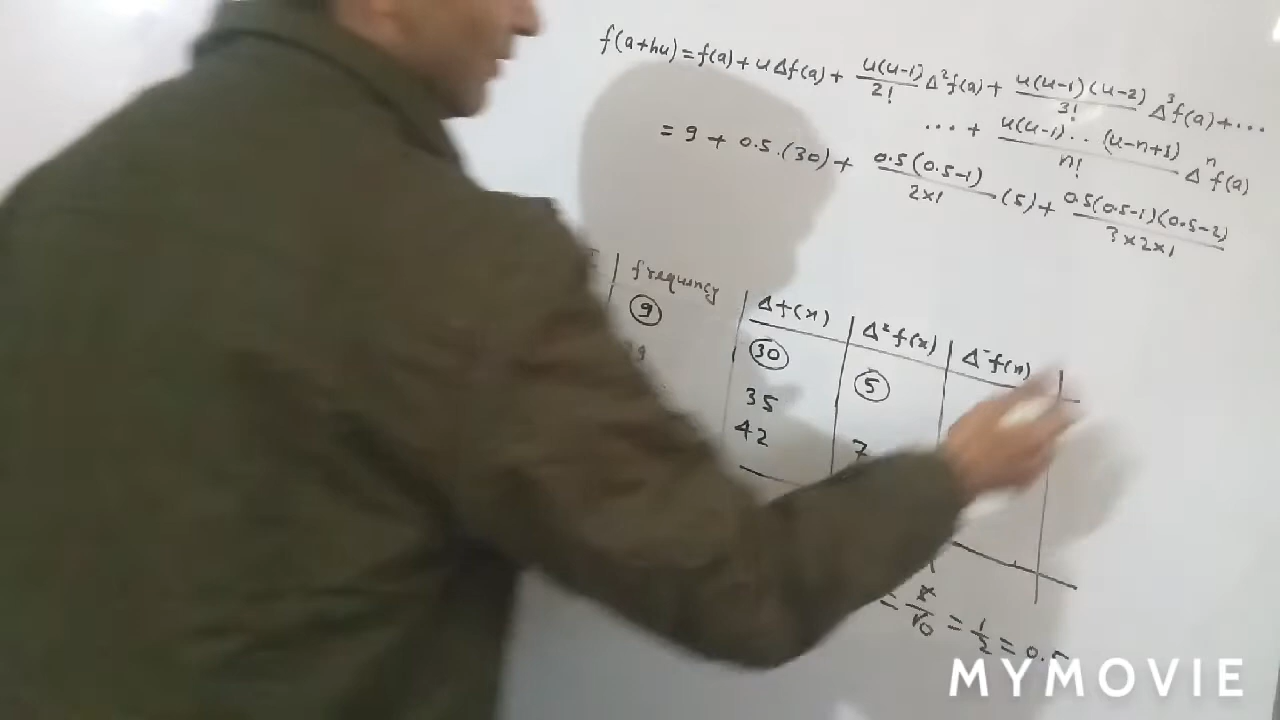 f(a+hu) = f(a) + u Δf(a) + u(u-1)/2! Δ²f(a) + u(u-1)(u-2)/3! Δ³f(a) + ...
... + u(u-1)..(u-n+1)/n! Δⁿf(a)
= 9 + 0.5.(30) + 0.5(0.5-1)/2×1 (5) + 0.5(0.5-1)(0.5-2)/3×2×1
frequency Δf(x) Δ²f(x) Δ f(x)
9 30 5
35
42 7
= 1/2 = 0.5
MYMOVIE